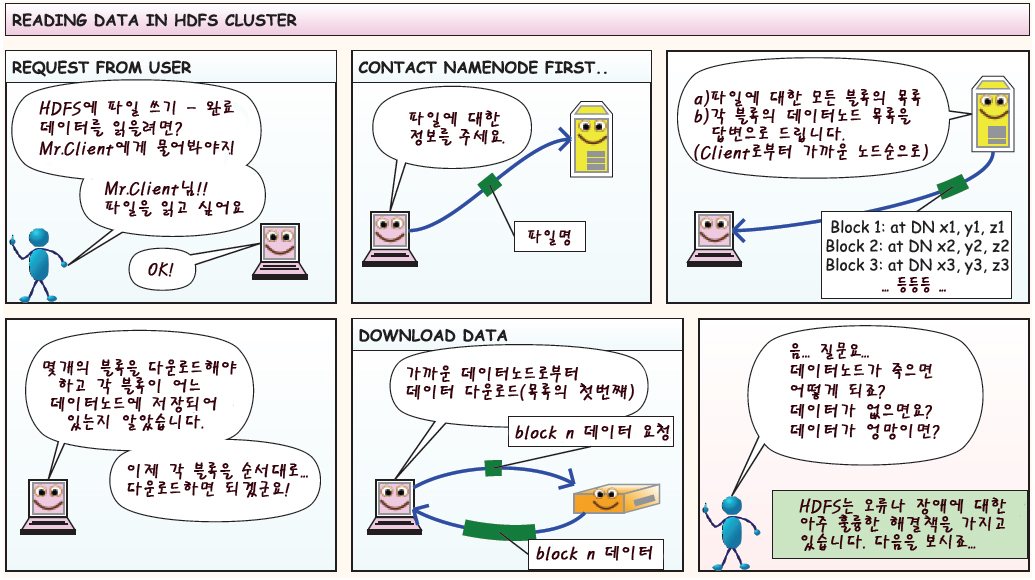 READING DATA IN HDFS CLUSTER
REQUEST FROM USER
HDFS에 파일 쓰기 - 완료
데이터를 읽을려면?
Mr.Client에게 물어봐야지!
Mr.Client님!!
파일을 읽고 싶어요
OK!
CONTACT NAMENODE FIRST..
파일에 대한
정보를 주세요.
파일명
a)파일에 대한 모든 블록의 목록
b)각 블록의 데이터노드 목록을
답변으로 드립니다.
(Client로부터 가까운 노드순으로)
Block 1: at DN x1, y1, z1
Block 2: at DN x2, y2, z2
Block 3: at DN x3, y3, z3
... 등등등 ...
몇개의 블록을 다운로드해야
하고 각 블록이 어느
데이터노드에 저장되어
있는지 알았습니다.
이제 각 블록을 순서대로...
다운로드하면 되겠군요!
DOWNLOAD DATA
가까운 데이터노드로부터
데이터 다운로드(목록의 첫번째)
block n 데이터 요청
block n 데이터
음... 질문요...
데이터노드가 죽으면
어떻게 되죠?
데이터가 없으면요?
데이터가 엉망이면?
HDFS는 오류나 장애에 대한
아주 훌륭한 해결책을 가지고
있습니다. 다음을 보시죠...